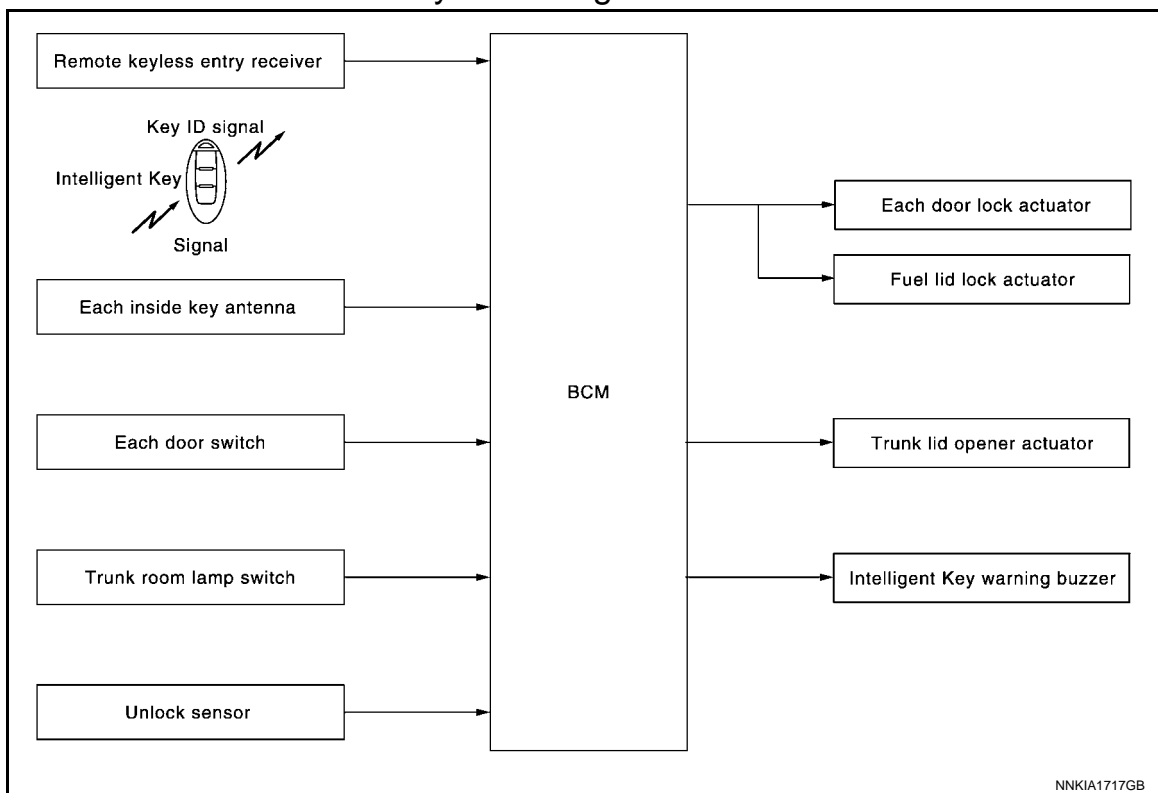 Remote keyless entry receiver
Key ID signal
Intelligent Key
Signal
Each inside key antenna
Each door switch
Trunk room lamp switch
Unlock sensor
BCM
Each door lock actuator
Fuel lid lock actuator
Trunk lid opener actuator
Intelligent Key warning buzzer
NNKIA1717GB